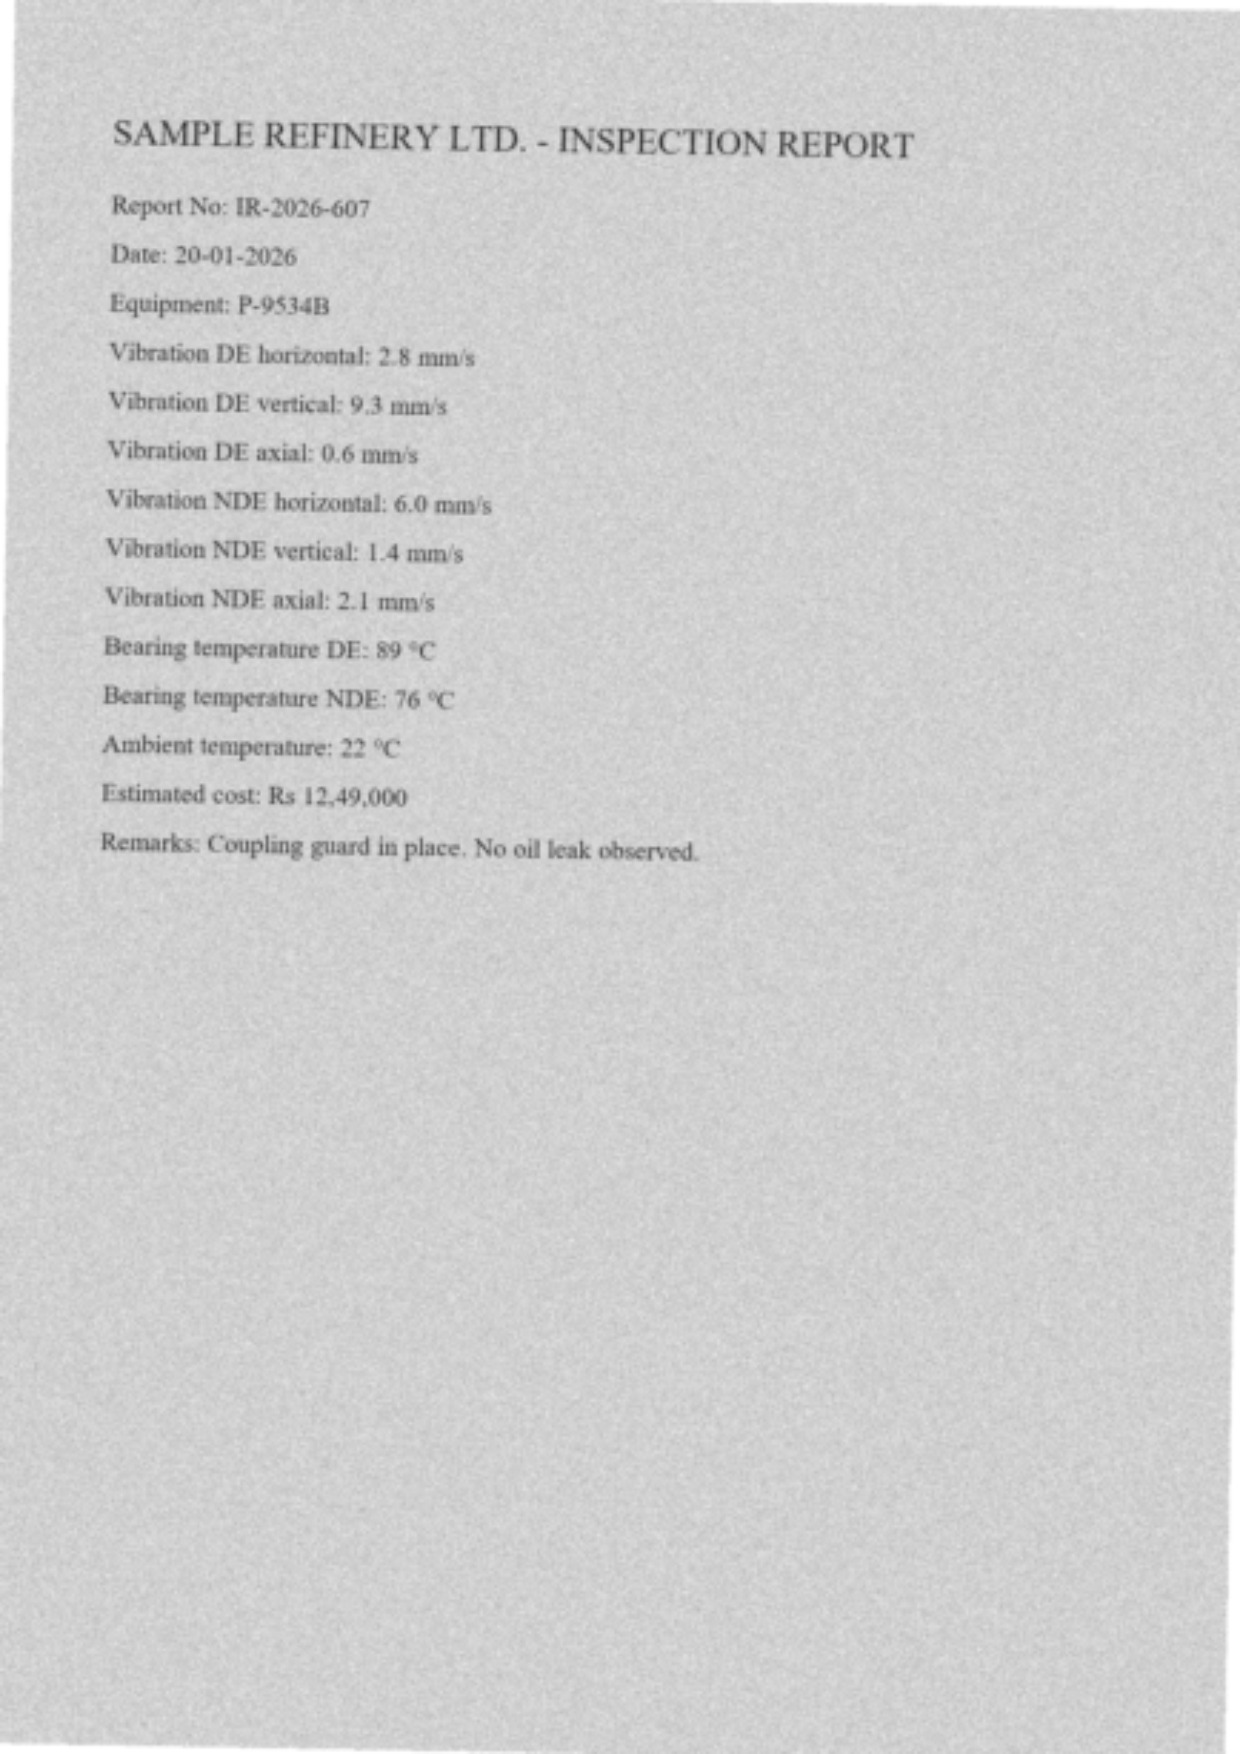 SAMPLE REFINERY LTD. - INSPECTION REPORT
Report No: IR-2026-607
Date: 20-01-2026
Equipment: P-9534B
Vibration DE horizontal: 2.8 mm/s
Vibration DE vertical: 9.3 mm/s
Vibration DE axial: 0.6 mm/s
Vibration NDE horizontal: 6.0 mm/s
Vibration NDE vertical: 1.4 mm/s
Vibration NDE axial: 2.1 mm/s
Bearing temperature DE: 89 °C
Bearing temperature NDE: 76 °C
Ambient temperature: 22 °C
Estimated cost: Rs 12,49,000
Remarks: Coupling guard in place. No oil leak observed.